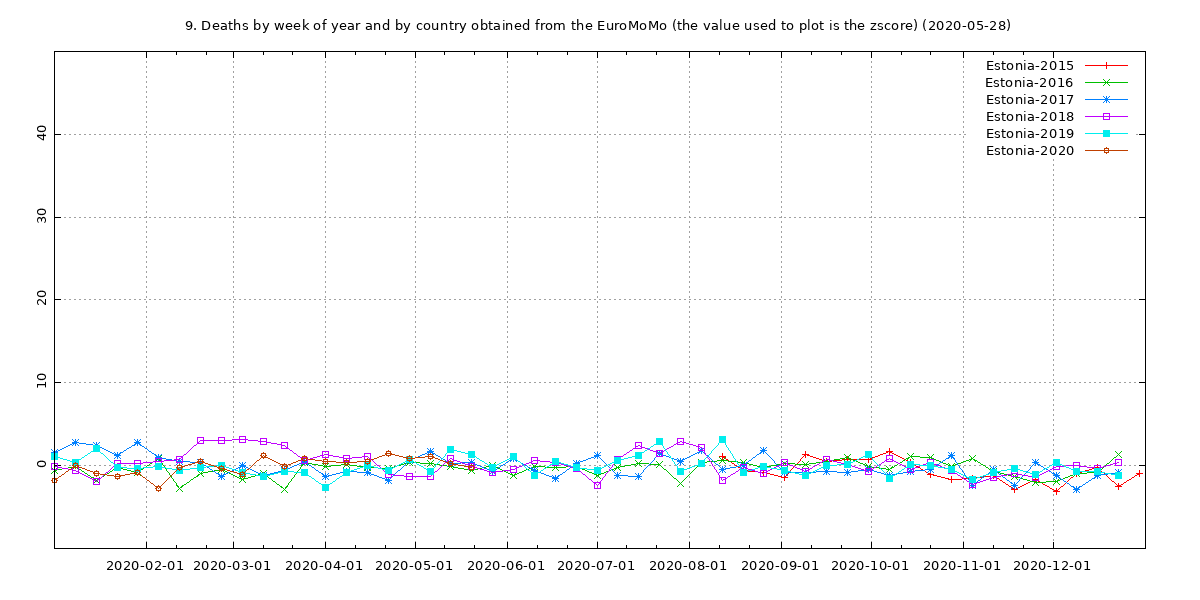 9. Deaths by week of year and by country obtained from the EuroMoMo (the value used to plot is the zscore) (2020-05-28)
Estonia-2015
Estonia-2016
Estonia-2017
Estonia-2018
Estonia-2019
Estonia-2020
40
30
20
10
0
2020-02-01 2020-03-01 2020-04-01 2020-05-01 2020-06-01 2020-07-01 2020-08-01 2020-09-01 2020-10-01 2020-11-01 2020-12-01